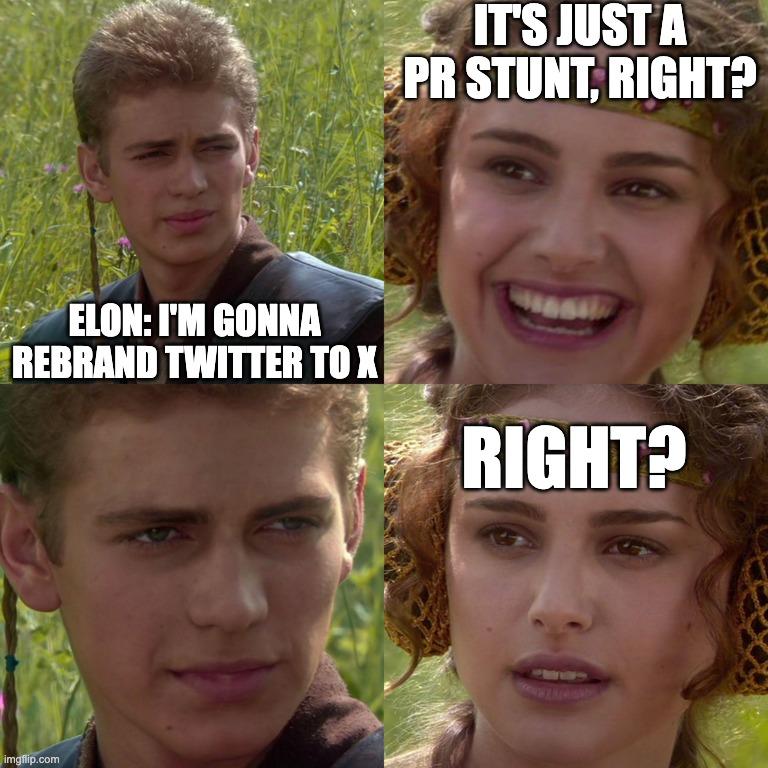 IT'S JUST A
PR STUNT, RIGHT?
ELON: I'M GONNA
REBRAND TWITTER TO X
RIGHT?
imgflip.com